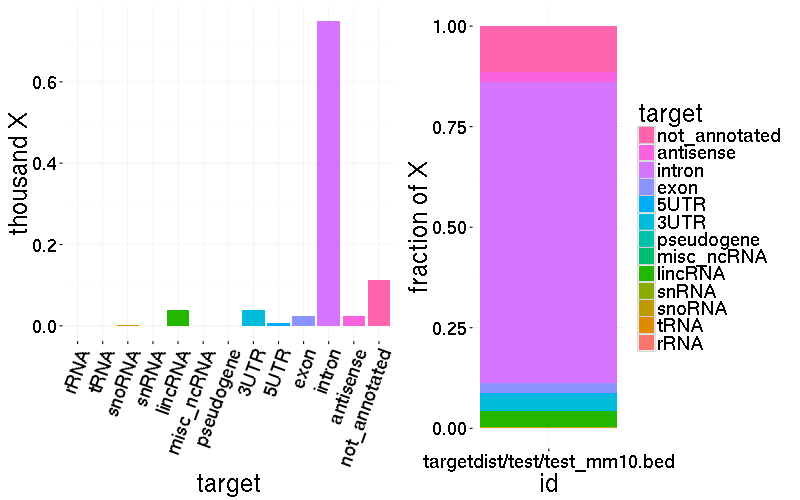 thousand X
0.6
0.4
0.2
0.0
rRNA
tRNA
snoRNA
snRNA
lincRNA
misc_ncRNA
pseudogene
3UTR
5UTR
exon
intron
antisense
not_annotated
target
fraction of X
1.00
0.75
0.50
0.25
0.00
targetdist/test/test_mm10.bed
id
target
not_annotated
antisense
intron
exon
5UTR
3UTR
pseudogene
misc_ncRNA
lincRNA
snRNA
snoRNA
tRNA
rRNA